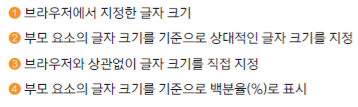 ❶ 브라우저에서 지정한 글자 크기
❷ 부모 요소의 글자 크기를 기준으로 상대적인 글자 크기를 지정
❸ 브라우저와 상관없이 글자 크기를 직접 지정
❹ 부모 요소의 글자 크기를 기준으로 백분율(%)로 표시